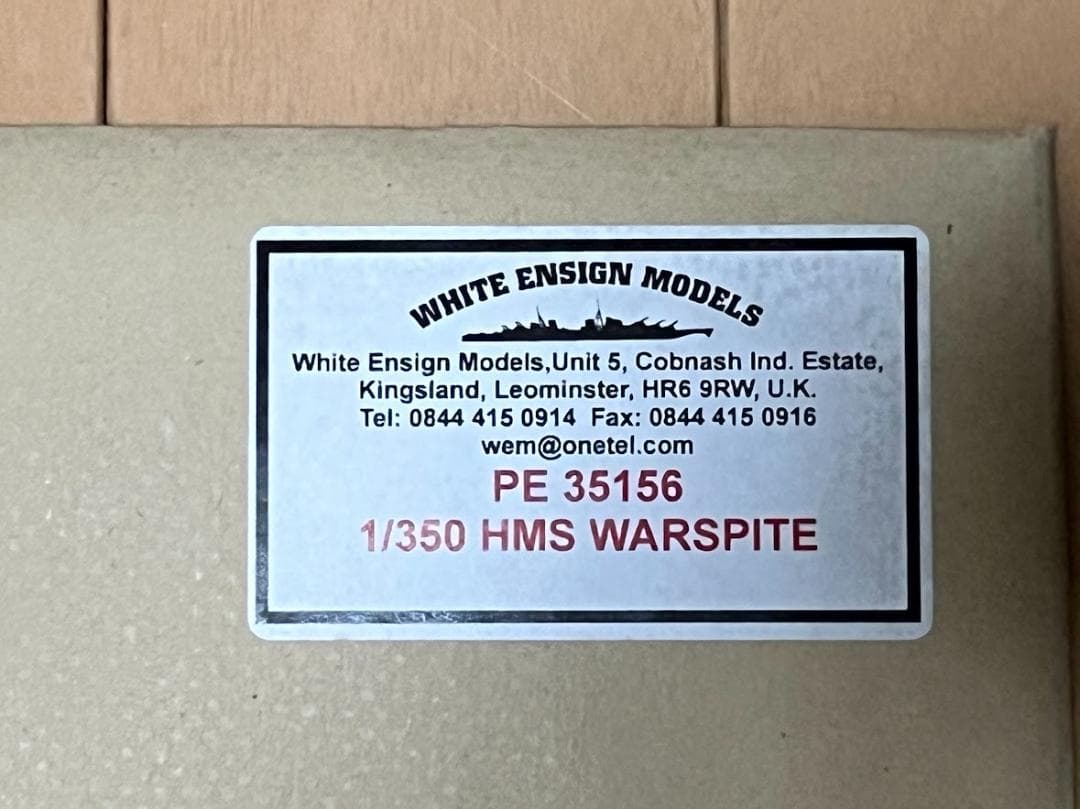 WHITE ENSIGN MODELS
White Ensign Models,Unit 5, Cobnash Ind. Estate,
Kingsland, Leominster, HR6 9RW, U.K.
Tel: 0844 415 0914 Fax: 0844 415 0916
wem@onetel.com
PE 35156
1/350 HMS WARSPITE